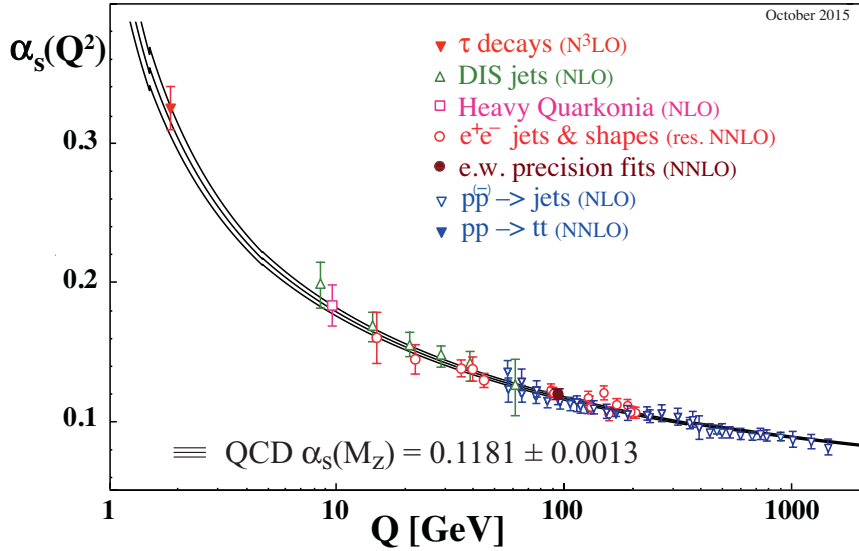 October 2015
αs(Q²)
τ decays (N³LO)
DIS jets (NLO)
Heavy Quarkonia (NLO)
e⁺e⁻ jets & shapes (res. NNLO)
e.w. precision fits (NNLO)
pp̅ –> jets (NLO)
pp –> tt (NNLO)
0.3
0.2
0.1
QCD αs(Mz) = 0.1181 ± 0.0013
1
10
100
1000
Q [GeV]